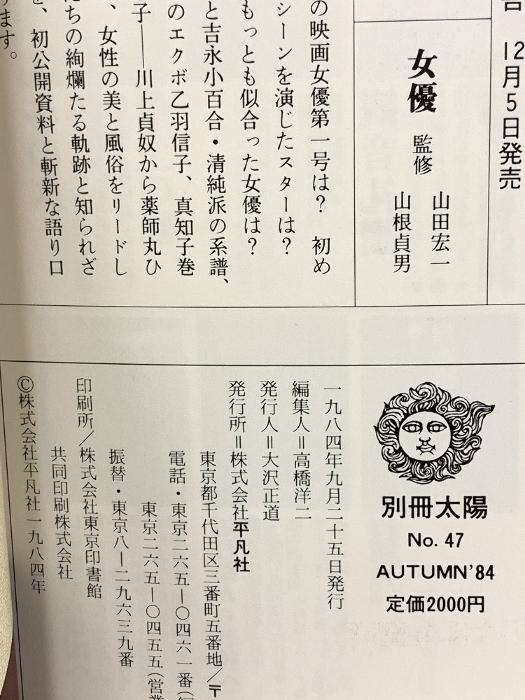 告 12月5日発売
女優 監修 山田宏一
山根貞男
の映画女優第一号は？ 初め
シーンを演じたスターは？
もっとも似合った女優は？
と吉永小百合・清純派の系譜、
のエクボ乙羽信子、真知子巻
子——川上貞奴から薬師丸ひ
、女性の美と風俗をリードし
たちの絢爛たる軌跡と知られざ
を、初公開資料と斬新な語り口
ます。
別冊太陽
No. 47
AUTUMN'84
定価2000円
一九八四年九月二十五日発行
編集人＝高橋洋二
発行人＝大沢正道
発行所＝株式会社平凡社
東京都千代田区三番町五番地／〒
電話・東京二六五―〇四六一番（
東京二六五―〇四五五（営業
振替・東京八―二九六三九番
印刷所／株式会社東京印書館
共同印刷株式会社
©株式会社平凡社一九八四年